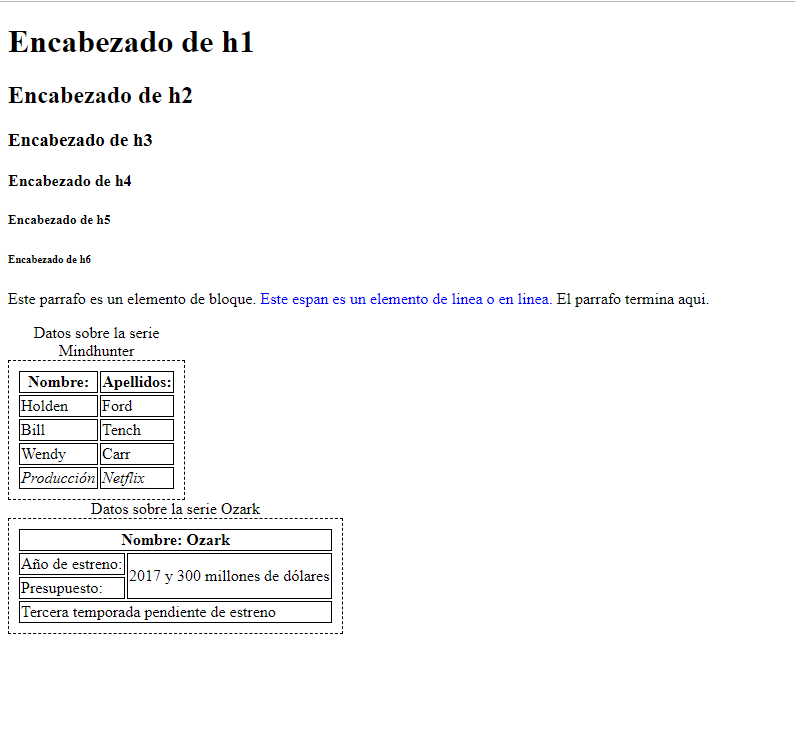 Encabezado de h1
Encabezado de h2
Encabezado de h3
Encabezado de h4
Encabezado de h5
Encabezado de h6
Este parrafo es un elemento de bloque. Este espan es un elemento de linea o en linea. El parrafo termina aqui.
Datos sobre la serie
Mindhunter
Nombre: Apellidos:
Holden Ford
Bill Tench
Wendy Carr
Producción Netflix
Datos sobre la serie Ozark
Nombre: Ozark
Año de estreno:
2017 y 300 millones de dólares
Presupuesto:
Tercera temporada pendiente de estreno